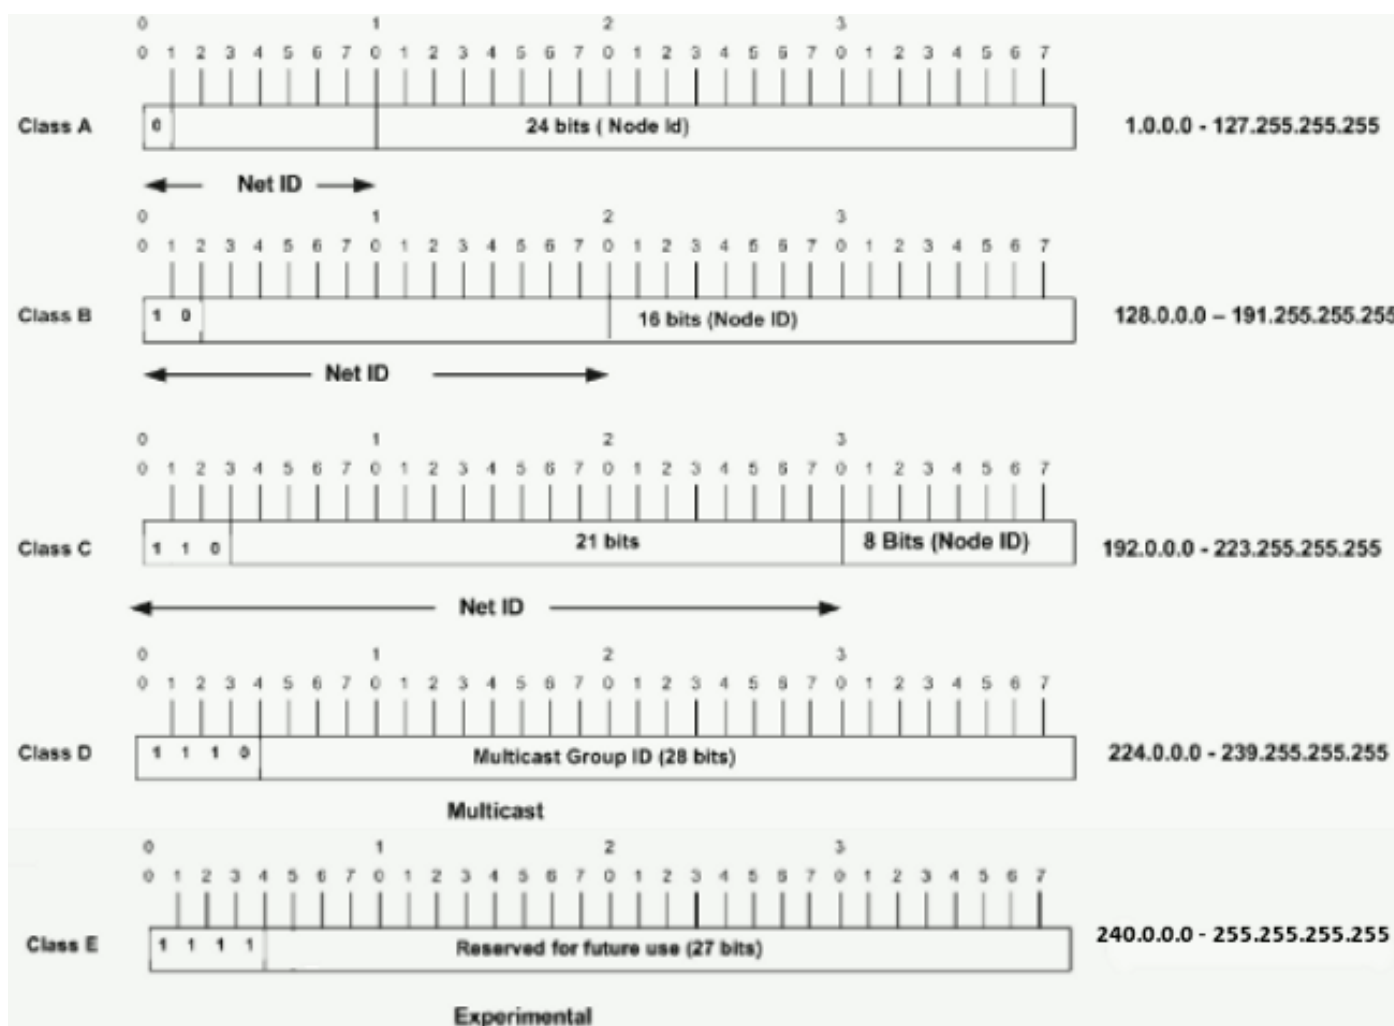 0 1 2 3
0 1 2 3 4 5 6 7 0 1 2 3 4 5 6 7 0 1 2 3 4 5 6 7 0 1 2 3 4 5 6 7
Class A 0 24 bits ( Node Id) 1.0.0.0 - 127.255.255.255
Net ID
0 1 2 3
0 1 2 3 4 5 6 7 0 1 2 3 4 5 6 7 0 1 2 3 4 5 6 7 0 1 2 3 4 5 6 7
Class B 1 0 16 bits (Node ID) 128.0.0.0 – 191.255.255.255
Net ID
0 1 2 3
0 1 2 3 4 5 6 7 0 1 2 3 4 5 6 7 0 1 2 3 4 5 6 7 0 1 2 3 4 5 6 7
Class C 1 1 0 21 bits 8 Bits (Node ID) 192.0.0.0 - 223.255.255.255
Net ID
0 1 2 3
0 1 2 3 4 5 6 7 0 1 2 3 4 5 6 7 0 1 2 3 4 5 6 7 0 1 2 3 4 5 6 7
Class D 1 1 1 0 Multicast Group ID (28 bits) 224.0.0.0 - 239.255.255.255
Multicast
0 1 2 3
0 1 2 3 4 5 6 7 0 1 2 3 4 5 6 7 0 1 2 3 4 5 6 7 0 1 2 3 4 5 6 7
Class E 1 1 1 1 Reserved for future use (27 bits) 240.0.0.0 - 255.255.255.255
Experimental